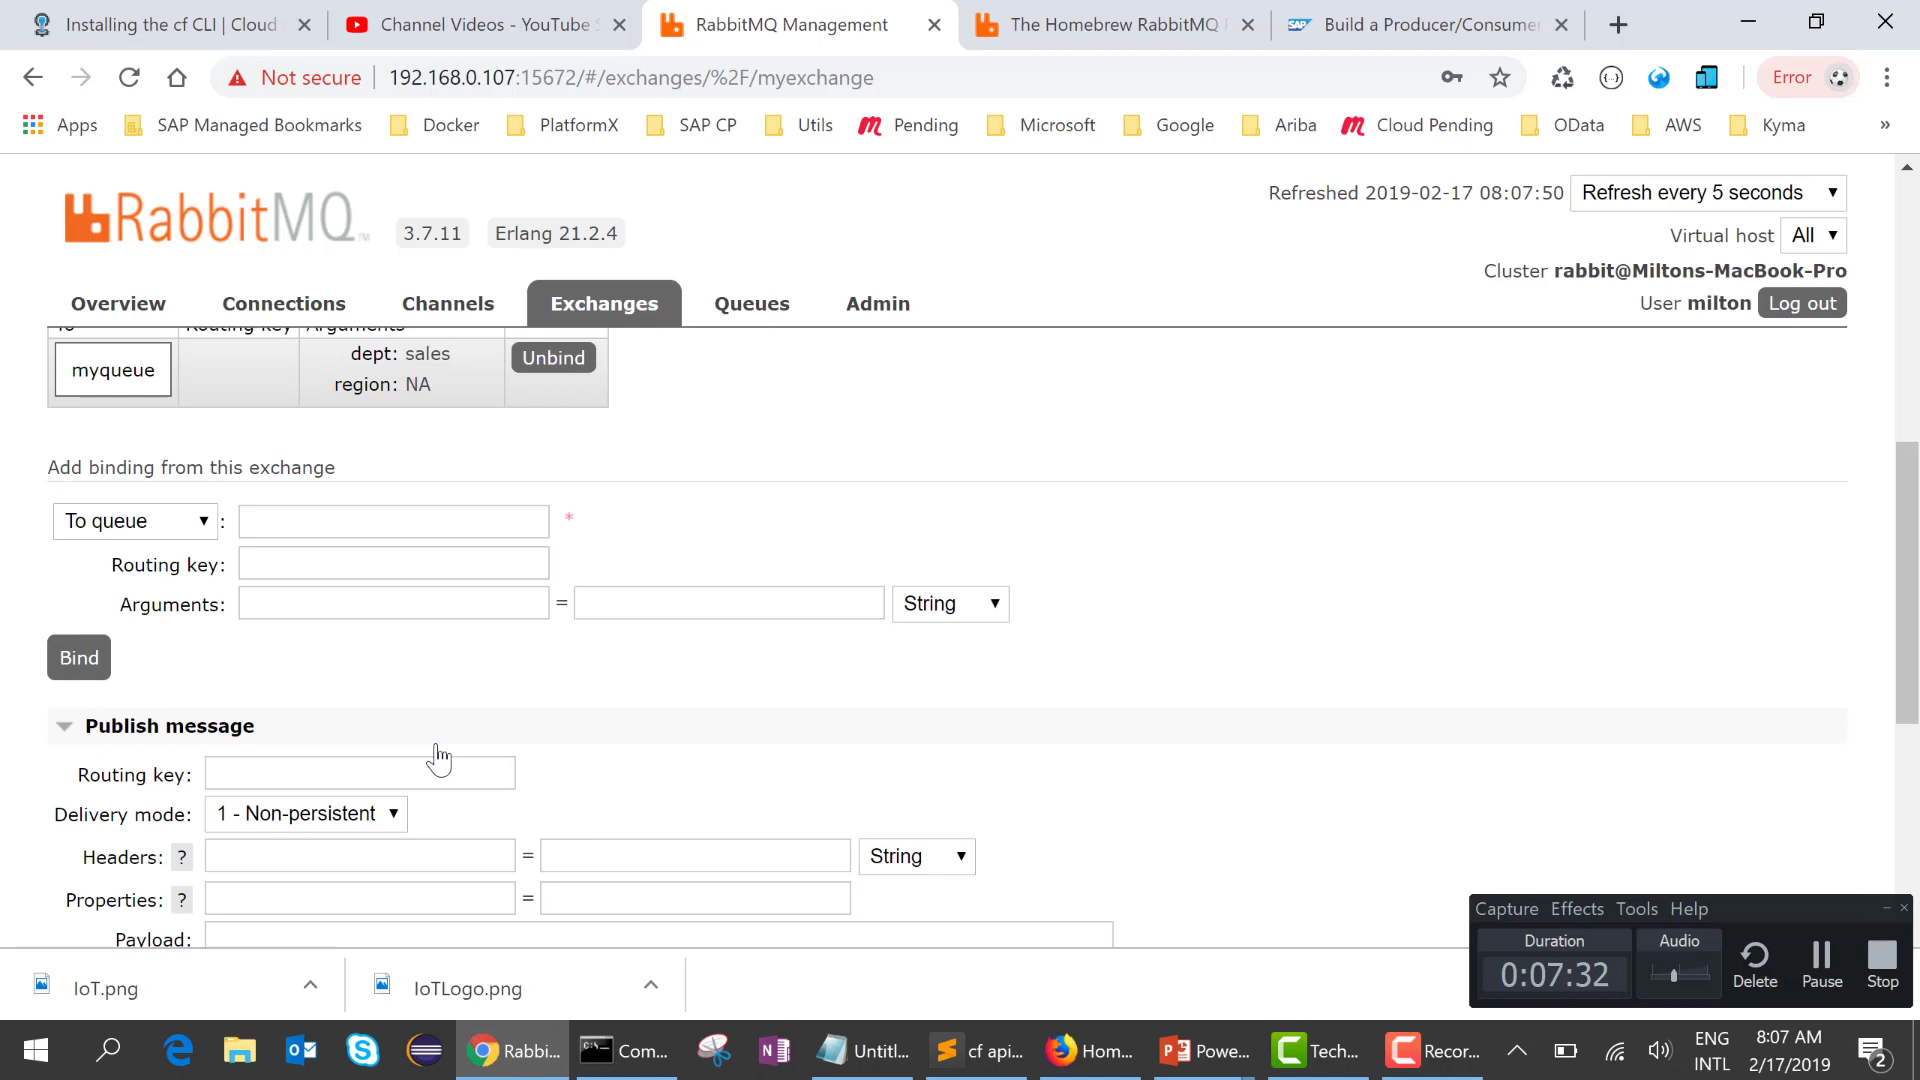 Installing the cf CLI | Cloud
Channel Videos - YouTube S
RabbitMQ Management
The Homebrew RabbitMQ F
Build a Producer/Consumer
Not secure
192.168.0.107:15672/#/exchanges/%2F/myexchange
Error
Apps
SAP Managed Bookmarks
Docker
PlatformX
SAP CP
Utils
Pending
Microsoft
Google
Ariba
Cloud Pending
OData
AWS
Kyma
»
RabbitMQ
3.7.11
Erlang 21.2.4
Refreshed 2019-02-17 08:07:50
Refresh every 5 seconds
Virtual host All
Cluster rabbit@Miltons-MacBook-Pro
User milton Log out
Overview
Connections
Channels
Exchanges
Queues
Admin
To Routing key Arguments
myqueue
dept: sales
region: NA
Unbind
Add binding from this exchange
To queue : *
Routing key:
Arguments: = String
Bind
Publish message
Routing key:
Delivery mode: 1 - Non-persistent
Headers: ? = String
Properties: ? =
Payload:
Capture Effects Tools Help
Duration
0:07:32
Audio
Delete
Pause
Stop
IoT.png
IoTLogo.png
Rabbi...
Com...
Untitl...
cf api...
Hom...
Powe...
Tech...
Recor...
ENG
INTL
8:07 AM
2/17/2019
2